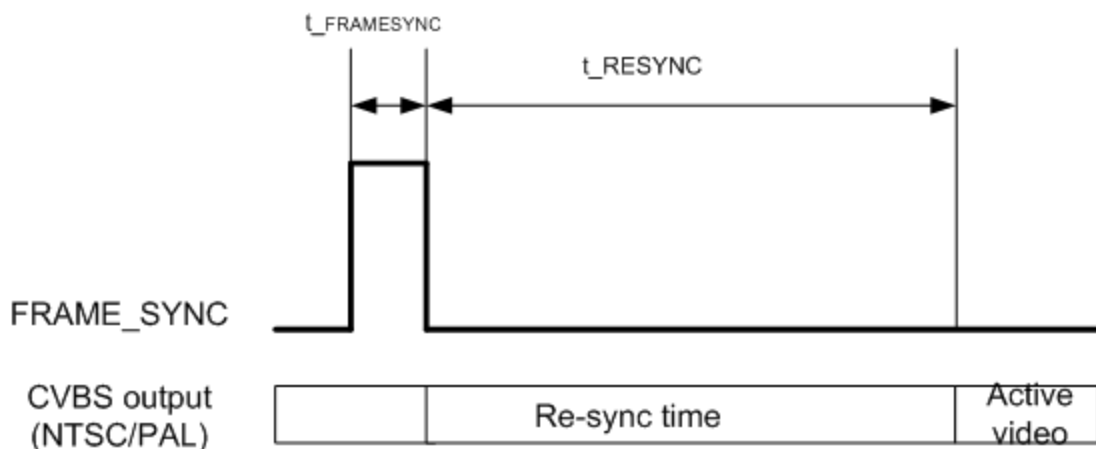 t_FRAMESYNC
t_RESYNC
FRAME_SYNC
CVBS output
(NTSC/PAL)
Re-sync time
Active
video